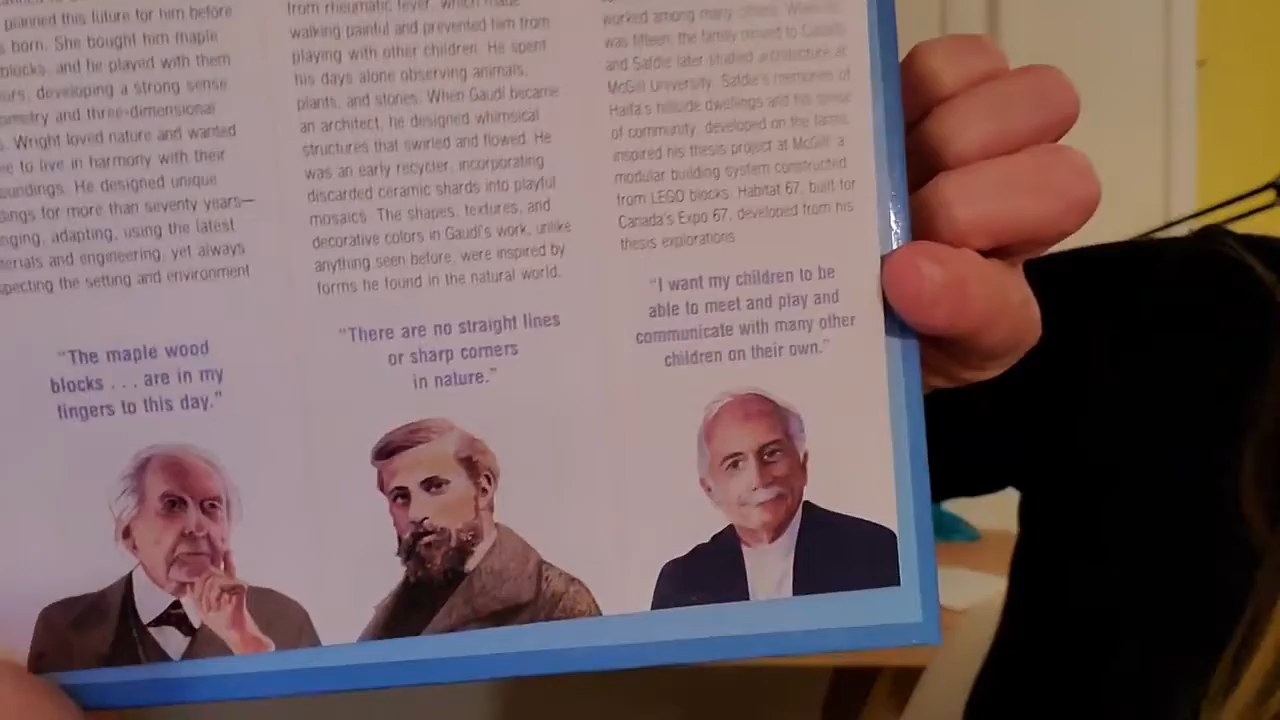 planned this future for him before
born. She bought him maple
blocks, and he played with them
developing a strong sense
and three-dimensional
Wright loved nature and wanted
to live in harmony with their
He designed unique
for more than seventy years—
adapting, using the latest
and engineering, yet always
the setting and environment
"The maple wood
blocks . . . are in my
fingers to this day."
from rheumatic fever, which made
walking painful and prevented him from
playing with other children. He spent
his days alone observing animals,
plants, and stones. When Gaudí became
an architect, he designed whimsical
structures that swirled and flowed. He
was an early recycler, incorporating
discarded ceramic shards into playful
mosaics. The shapes, textures, and
decorative colors in Gaudí's work, unlike
anything seen before, were inspired by
forms he found in the natural world.
"There are no straight lines
or sharp corners
in nature."
worked among many others. When
was fifteen, the family moved to Canada
and Safdie later studied architecture at
McGill University. Safdie's memories of
Haifa's hillside dwellings and his sense
of community, developed on the farms,
inspired his thesis project at McGill, a
modular building system constructed
from LEGO blocks. Habitat 67, built for
Canada's Expo 67, developed from his
thesis explorations.
"I want my children to be
able to meet and play and
communicate with many other
children on their own."